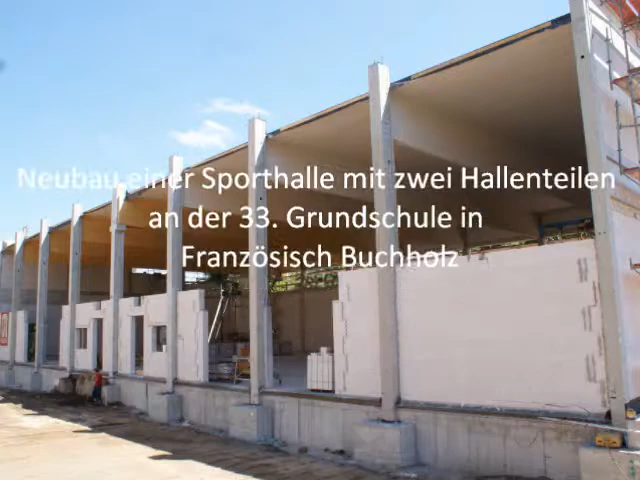 Neubau einer Sporthalle mit zwei Hallenteilen
an der 33. Grundschule in
Französisch Buchholz